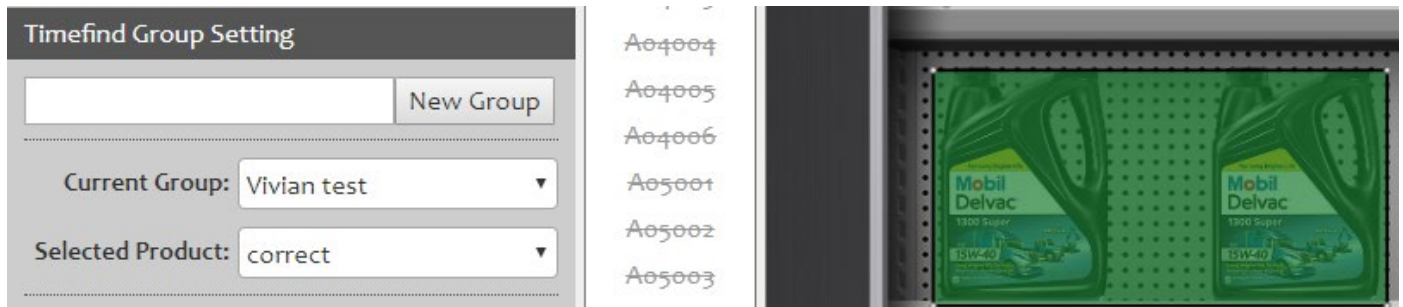 Timefind Group Setting
New Group
Current Group: Vivian test
Selected Product: correct
A04004
A04005
A04006
A05001
A05002
A05003
Mobil
Delvac
1300 Super
15W-40
Mobil
Delvac
1300 Super
15W-40